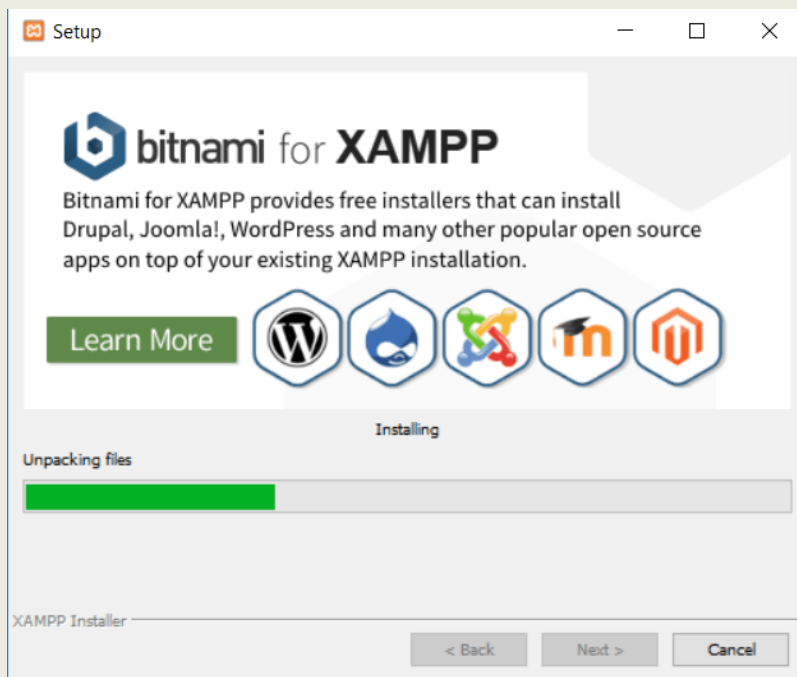 Setup
bitnami for XAMPP
Bitnami for XAMPP provides free installers that can install
Drupal, Joomla!, WordPress and many other popular open source
apps on top of your existing XAMPP installation.
Learn More
Installing
Unpacking files
XAMPP Installer
< Back Next > Cancel